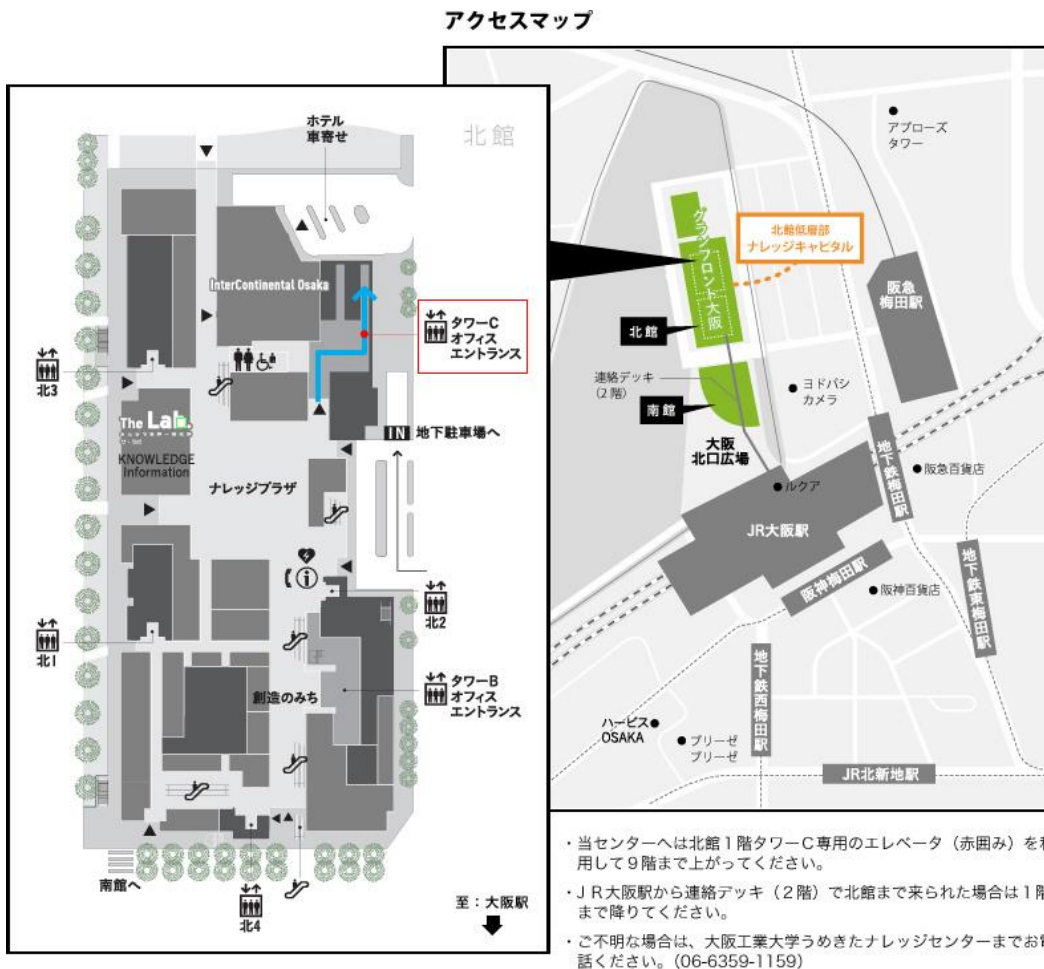 アクセスマップ
北館
ホテル
車寄せ
InterContinental Osaka
タワーC
オフィス
エントランス
北3
The Lab.
KNOWLEDGE
Information
IN 地下駐車場へ
ナレッジプラザ
北2
北1
タワーB
オフィス
エントランス
創造のみち
南館へ
北4
至：大阪駅
アプローズ
タワー
グランフロント大阪
北館低層部
ナレッジキャピタル
阪急
梅田駅
北館
連絡デッキ
（2階）
南館
ヨドバシ
カメラ
大阪
北口広場
ルクア
地下鉄梅田駅
阪急百貨店
JR大阪駅
阪神梅田駅
阪神百貨店
地下鉄東梅田駅
地下鉄西梅田駅
ハービス
OSAKA
ブリーゼ
ブリーゼ
JR北新地駅
・当センターへは北館１階タワーＣ専用のエレベータ（赤囲み）を利
用して９階まで上がってください。
・ＪＲ大阪駅から連絡デッキ（２階）で北館まで来られた場合は１階
まで降りてください。
・ご不明な場合は、大阪工業大学うめきたナレッジセンターまでお電
話ください。（06-6359-1159）